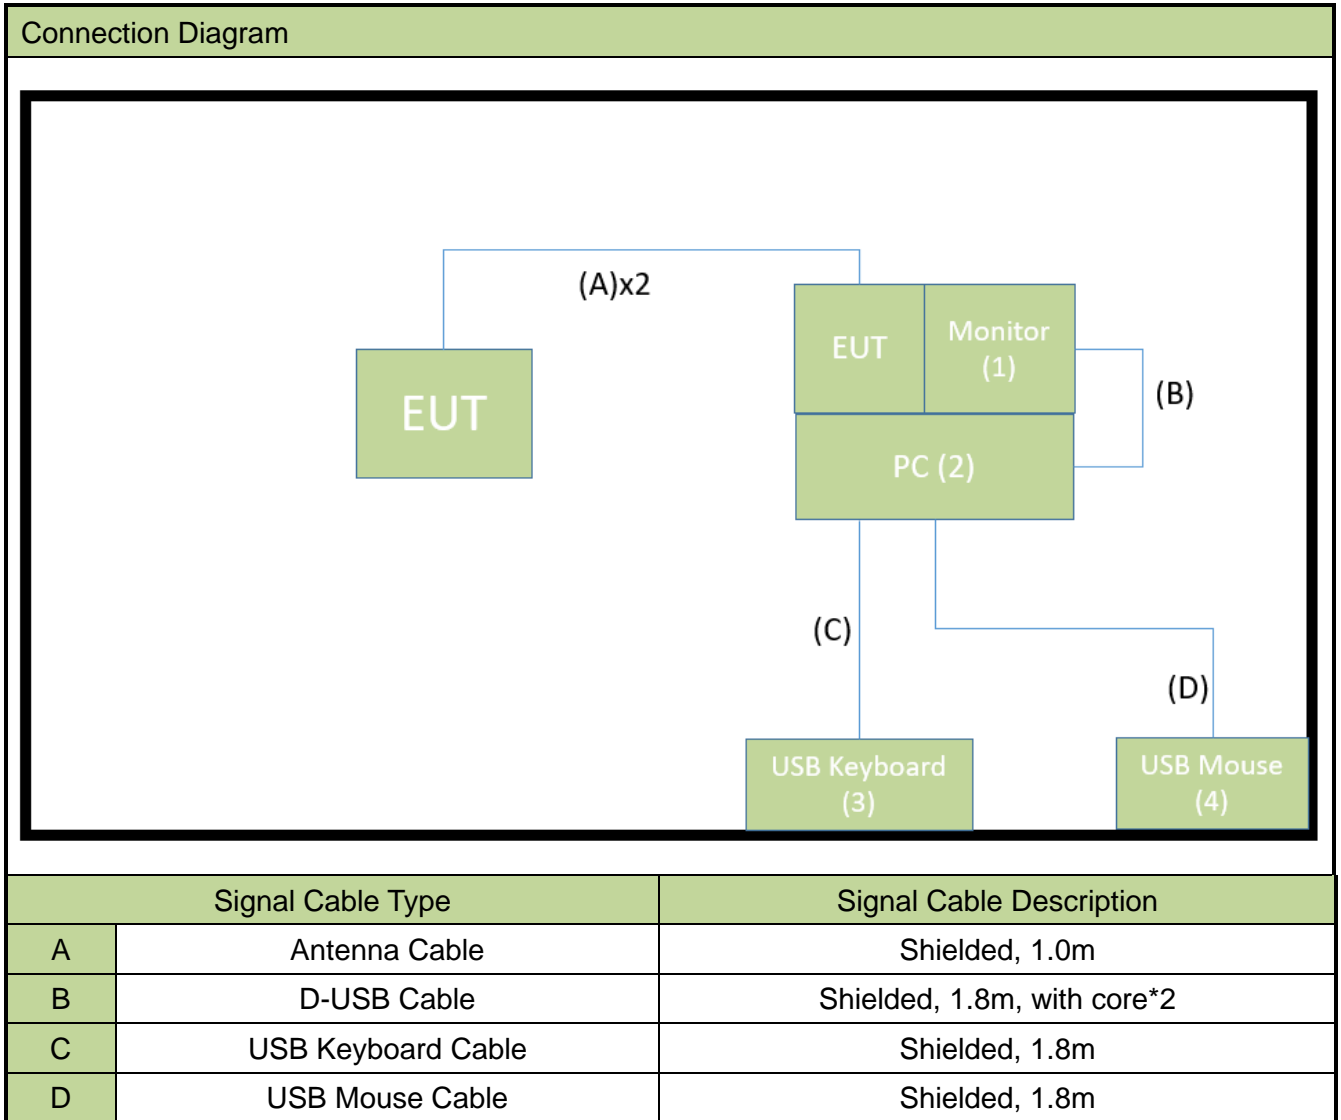 Connection Diagram
(A)x2
EUT
EUT
Monitor
(1)
(B)
PC (2)
(C)
(D)
USB Keyboard
(3)
USB Mouse
(4)
Signal Cable Type Signal Cable Description
A Antenna Cable Shielded, 1.0m
B D-USB Cable Shielded, 1.8m, with core*2
C USB Keyboard Cable Shielded, 1.8m
D USB Mouse Cable Shielded, 1.8m